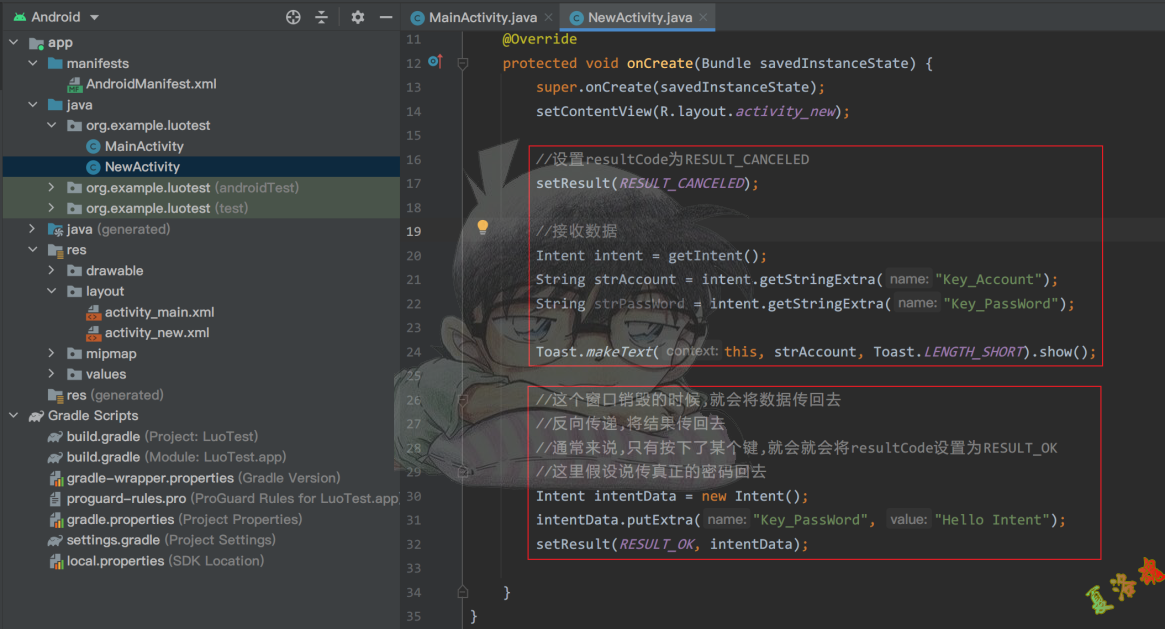 Android
app
manifests
AndroidManifest.xml
java
org.example.luotest
MainActivity
NewActivity
org.example.luotest (androidTest)
org.example.luotest (test)
java (generated)
res
drawable
layout
activity_main.xml
activity_new.xml
mipmap
values
res (generated)
Gradle Scripts
build.gradle (Project: LuoTest)
build.gradle (Module: LuoTest.app)
gradle-wrapper.properties (Gradle Version)
proguard-rules.pro (ProGuard Rules for LuoTest.app)
gradle.properties (Project Properties)
settings.gradle (Project Settings)
local.properties (SDK Location)
MainActivity.java NewActivity.java
11 @Override
12 protected void onCreate(Bundle savedInstanceState) {
13 super.onCreate(savedInstanceState);
14 setContentView(R.layout.activity_new);
15
16 //设置resultCode为RESULT_CANCELED
17 setResult(RESULT_CANCELED);
18
19 //接收数据
20 Intent intent = getIntent();
21 String strAccount = intent.getStringExtra( name: "Key_Account");
22 String strPassWord = intent.getStringExtra( name: "Key_PassWord");
23
24 Toast.makeText( context: this, strAccount, Toast.LENGTH_SHORT).show();
25
26 //这个窗口销毁的时候,就会将数据传回去
27 //反向传递,将结果传回去
28 //通常来说,只有按下了某个键,就会就会将resultCode设置为RESULT_OK
29 //这里假设说传真正的密码回去
30 Intent intentData = new Intent();
31 intentData.putExtra( name: "Key_PassWord", value: "Hello Intent");
32 setResult(RESULT_OK, intentData);
33
34 }
35 }